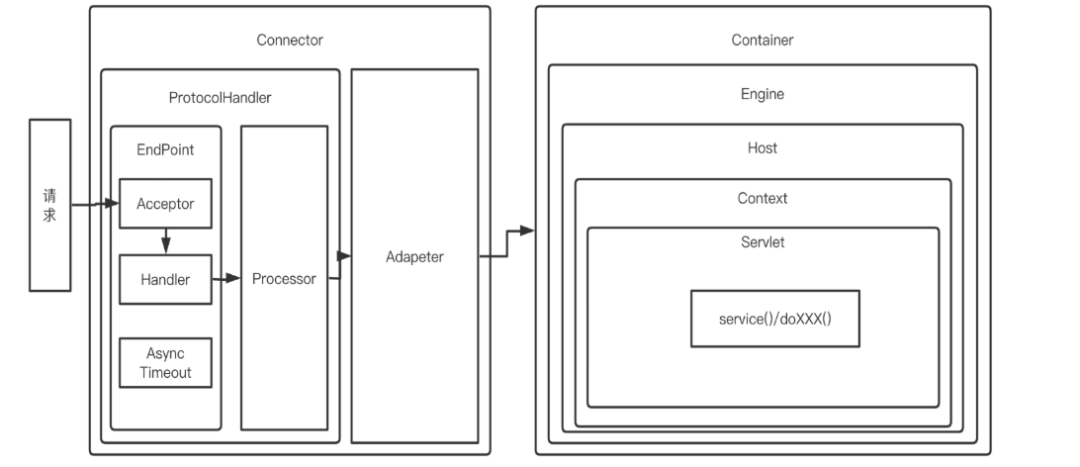 请
求
Connector
ProtocolHandler
EndPoint
Acceptor
Handler
Async
Timeout
Processor
Adapeter
Container
Engine
Host
Context
Servlet
service()/doXXX()